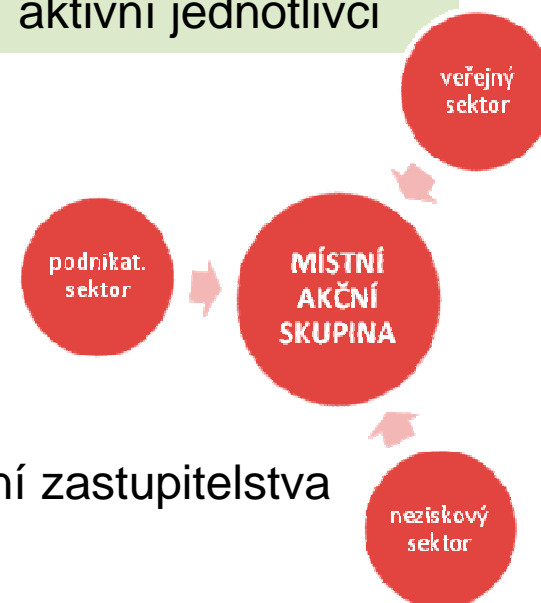 aktivní jednotlivci
veřejný
sektor
podnikat.
sektor
MÍSTNÍ
AKČNÍ
SKUPINA
ní zastupitelstva
neziskový
sektor